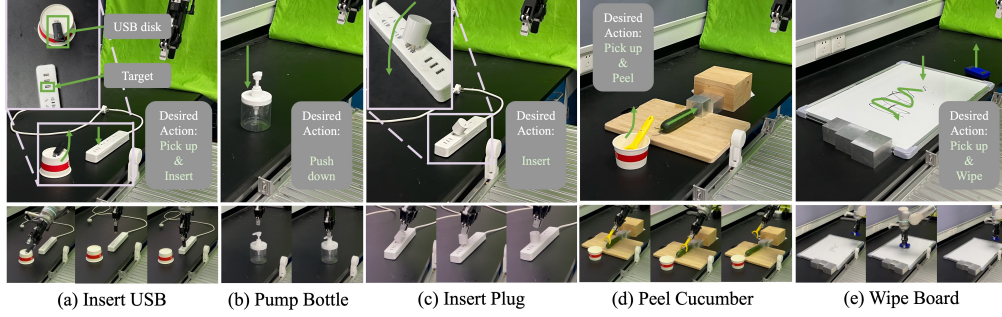 USB disk
Target
Desired
Action:
Pick up
&
Insert
Desired
Action:
Push
down
Desired
Action:
Insert
Desired
Action:
Pick up
&
Peel
Desired
Action:
Pick up
&
Wipe
(a) Insert USB
(b) Pump Bottle
(c) Insert Plug
(d) Peel Cucumber
(e) Wipe Board